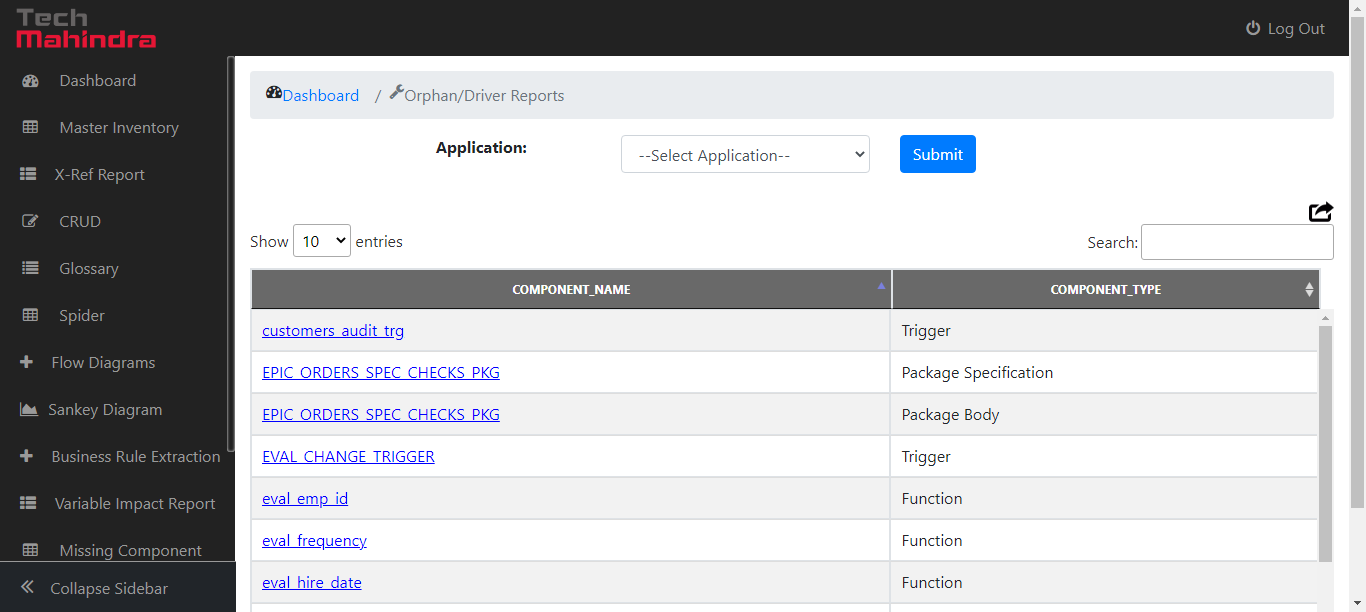 Tech
Mahindra
Log Out
Dashboard
Master Inventory
X-Ref Report
CRUD
Glossary
Spider
Flow Diagrams
Sankey Diagram
Business Rule Extraction
Variable Impact Report
Missing Component
Collapse Sidebar
Dashboard / Orphan/Driver Reports
Application: --Select Application-- Submit
Show 10 entries Search:
COMPONENT_NAME COMPONENT_TYPE
customers_audit_trg Trigger
EPIC_ORDERS_SPEC_CHECKS_PKG Package Specification
EPIC_ORDERS_SPEC_CHECKS_PKG Package Body
EVAL_CHANGE_TRIGGER Trigger
eval_emp_id Function
eval_frequency Function
eval_hire_date Function